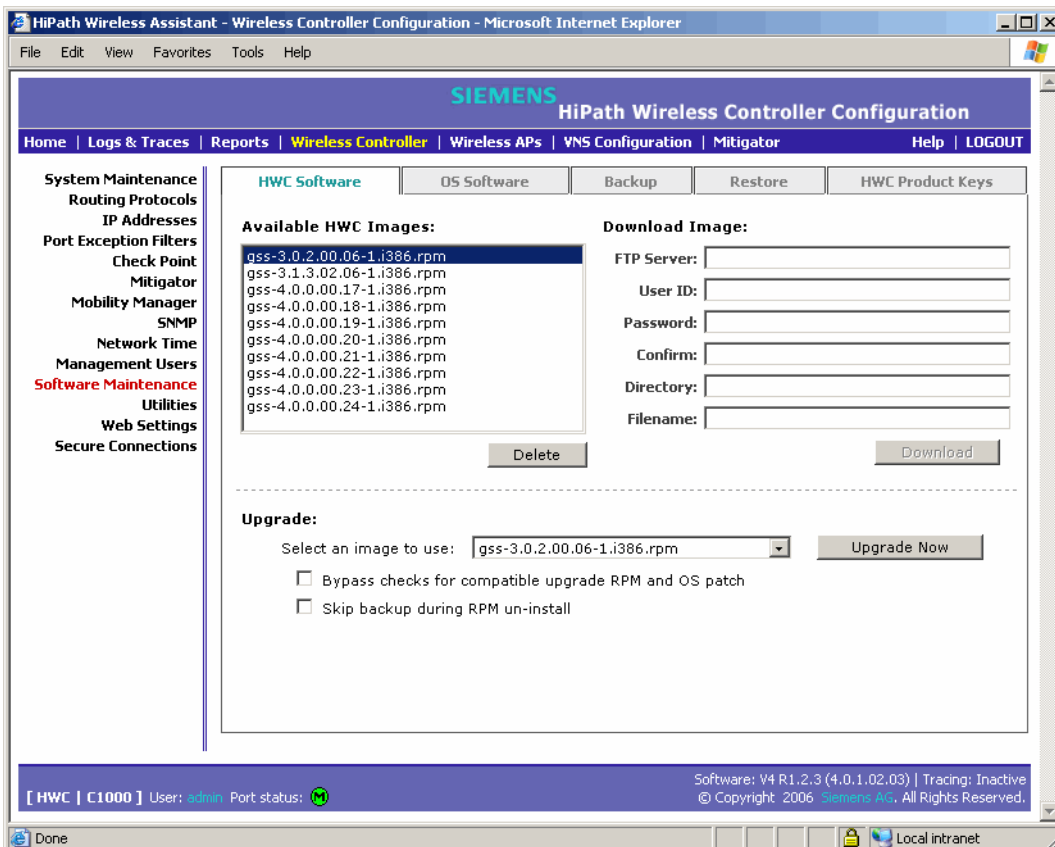 HiPath Wireless Assistant - Wireless Controller Configuration - Microsoft Internet Explorer
File Edit View Favorites Tools Help
SIEMENS
HiPath Wireless Controller Configuration
Home | Logs & Traces | Reports | Wireless Controller | Wireless APs | VNS Configuration | Mitigator Help | LOGOUT
System Maintenance
Routing Protocols
IP Addresses
Port Exception Filters
Check Point
Mitigator
Mobility Manager
SNMP
Network Time
Management Users
Software Maintenance
Utilities
Web Settings
Secure Connections
HWC Software OS Software Backup Restore HWC Product Keys
Available HWC Images:
gss-3.0.2.00.06-1.i386.rpm
gss-3.1.3.02.06-1.i386.rpm
gss-4.0.0.00.17-1.i386.rpm
gss-4.0.0.00.18-1.i386.rpm
gss-4.0.0.00.19-1.i386.rpm
gss-4.0.0.00.20-1.i386.rpm
gss-4.0.0.00.21-1.i386.rpm
gss-4.0.0.00.22-1.i386.rpm
gss-4.0.0.00.23-1.i386.rpm
gss-4.0.0.00.24-1.i386.rpm
Delete
Download Image:
FTP Server:
User ID:
Password:
Confirm:
Directory:
Filename:
Download
Upgrade:
Select an image to use: gss-3.0.2.00.06-1.i386.rpm Upgrade Now
Bypass checks for compatible upgrade RPM and OS patch
Skip backup during RPM un-install
Software: V4 R1.2.3 (4.0.1.02.03) | Tracing: Inactive
[ HWC | C1000 ] User: admin Port status: M
© Copyright 2006 Siemens AG. All Rights Reserved.
Done Local intranet